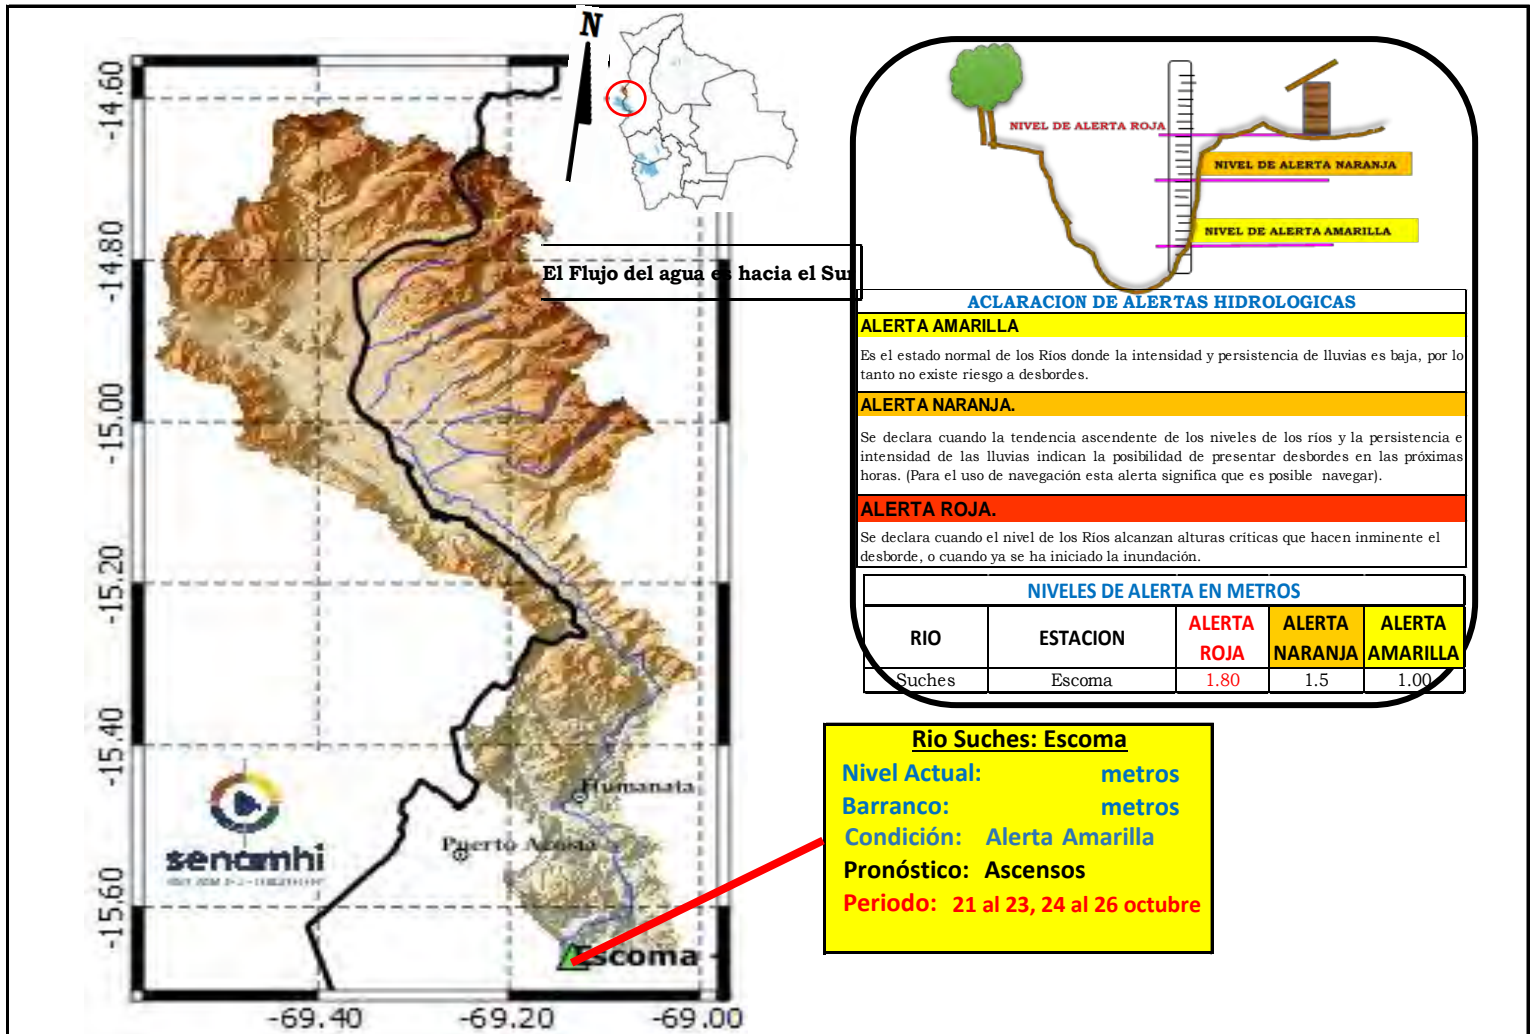 N
-14.60
-14.80
-15.00
-15.20
-15.40
-15.60
-69.40
-69.20
-69.00
El Flujo del agua es hacia el Sur
Humanata
Puerto Acosta
Escoma
senamhi
NIVEL DE ALERTA ROJA
NIVEL DE ALERTA NARANJA
NIVEL DE ALERTA AMARILLA
ACLARACION DE ALERTAS HIDROLOGICAS
ALERTA AMARILLA
Es el estado normal de los Ríos donde la intensidad y persistencia de lluvias es baja, por lo
tanto no existe riesgo a desbordes.
ALERTA NARANJA.
Se declara cuando la tendencia ascendente de los niveles de los ríos y la persistencia e
intensidad de las lluvias indican la posibilidad de presentar desbordes en las próximas
horas. (Para el uso de navegación esta alerta significa que es posible navegar).
ALERTA ROJA.
Se declara cuando el nivel de los Ríos alcanzan alturas críticas que hacen inminente el
desborde, o cuando ya se ha iniciado la inundación.
NIVELES DE ALERTA EN METROS
RIO ESTACION ALERTA ROJA ALERTA NARANJA ALERTA AMARILLA
Suches Escoma 1.80 1.5 1.00
Rio Suches: Escoma
Nivel Actual: metros
Barranco: metros
Condición: Alerta Amarilla
Pronóstico: Ascensos
Periodo: 21 al 23, 24 al 26 octubre